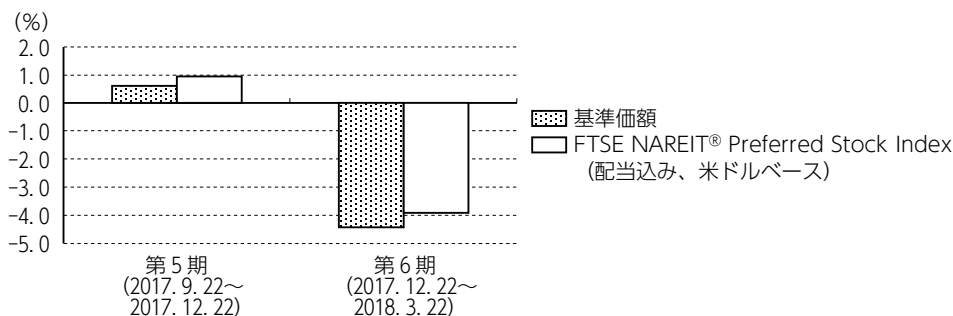 (%)
2.0
1.0
0.0
-1.0
-2.0
-3.0
-4.0
-5.0
基準価額
FTSE NAREIT® Preferred Stock Index
(配当込み、米ドルベース)
第5期
(2017. 9. 22〜
2017. 12. 22)
第6期
(2017. 12. 22〜
2018. 3. 22)